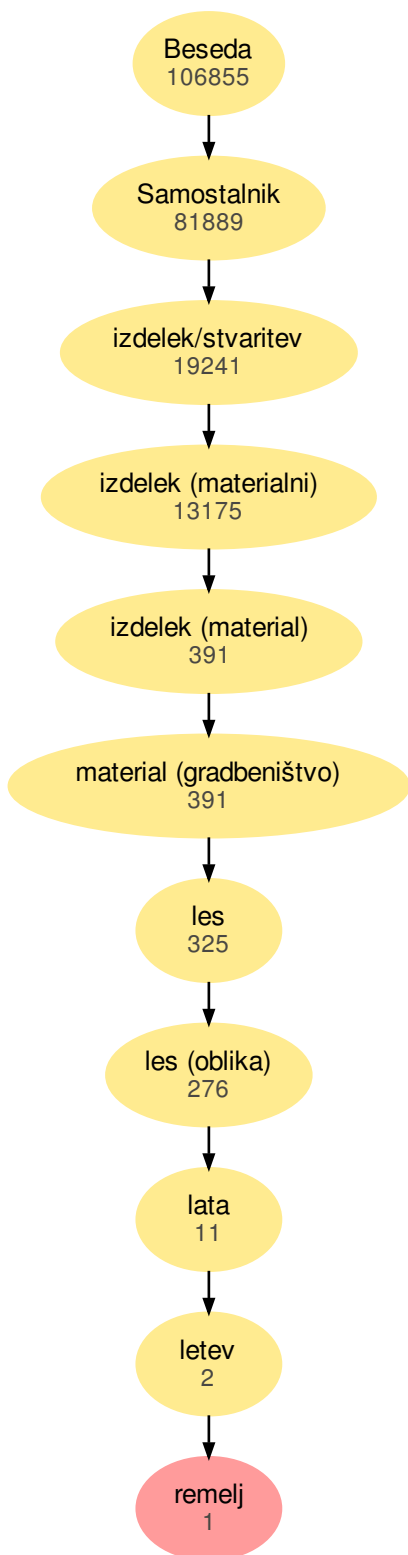 Beseda
106855
Samostalnik
81889
izdelek/stvaritev
19241
izdelek (materialni)
13175
izdelek (material)
391
material (gradbeništvo)
391
les
325
les (oblika)
276
lata
11
letev
2
remelj
1